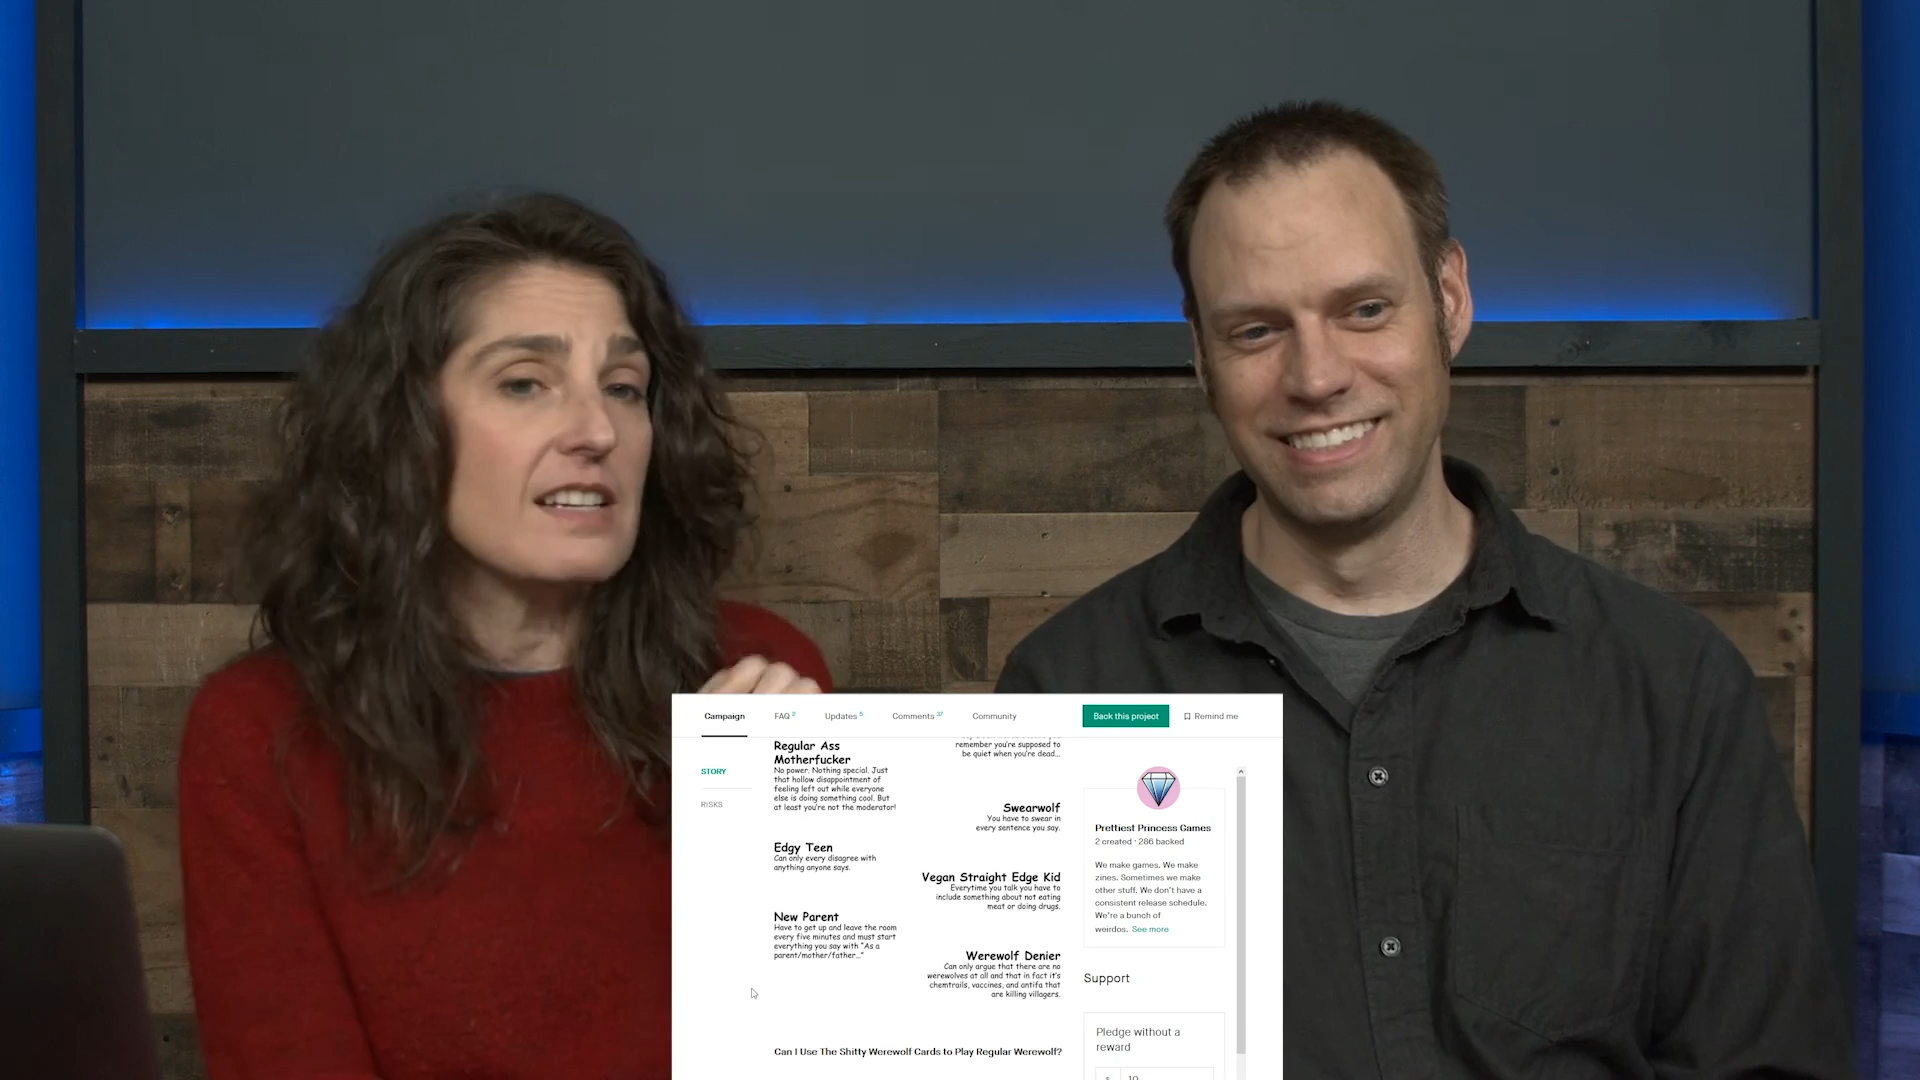 Campaign
FAQ 2
Updates 5
Comments 37
Community
Back this project
Remind me
STORY
RISKS
Regular Ass
Motherfucker
No power. Nothing special. Just
that hollow disappointment of
feeling left out while everyone
else is doing something cool. But
at least you're not the moderator!
Edgy Teen
Can only every disagree with
anything anyone says.
New Parent
Have to get up and leave the room
every five minutes and must start
everything you say with "As a
parent/mother/father..."
remember you're supposed to
be quiet when you're dead...
Swearwolf
You have to swear in
every sentence you say.
Vegan Straight Edge Kid
Everytime you talk you have to
include something about not eating
meat or doing drugs.
Werewolf Denier
Can only argue that there are no
werewolves at all and that in fact it's
chemtrails, vaccines, and antifa that
are killing villagers.
Can I Use The Shitty Werewolf Cards to Play Regular Werewolf?
Prettiest Princess Games
2 created · 286 backed
We make games. We make
zines. Sometimes we make
other stuff. We don't have a
consistent release schedule.
We're a bunch of
weirdos. See more
Support
Pledge without a
reward
10